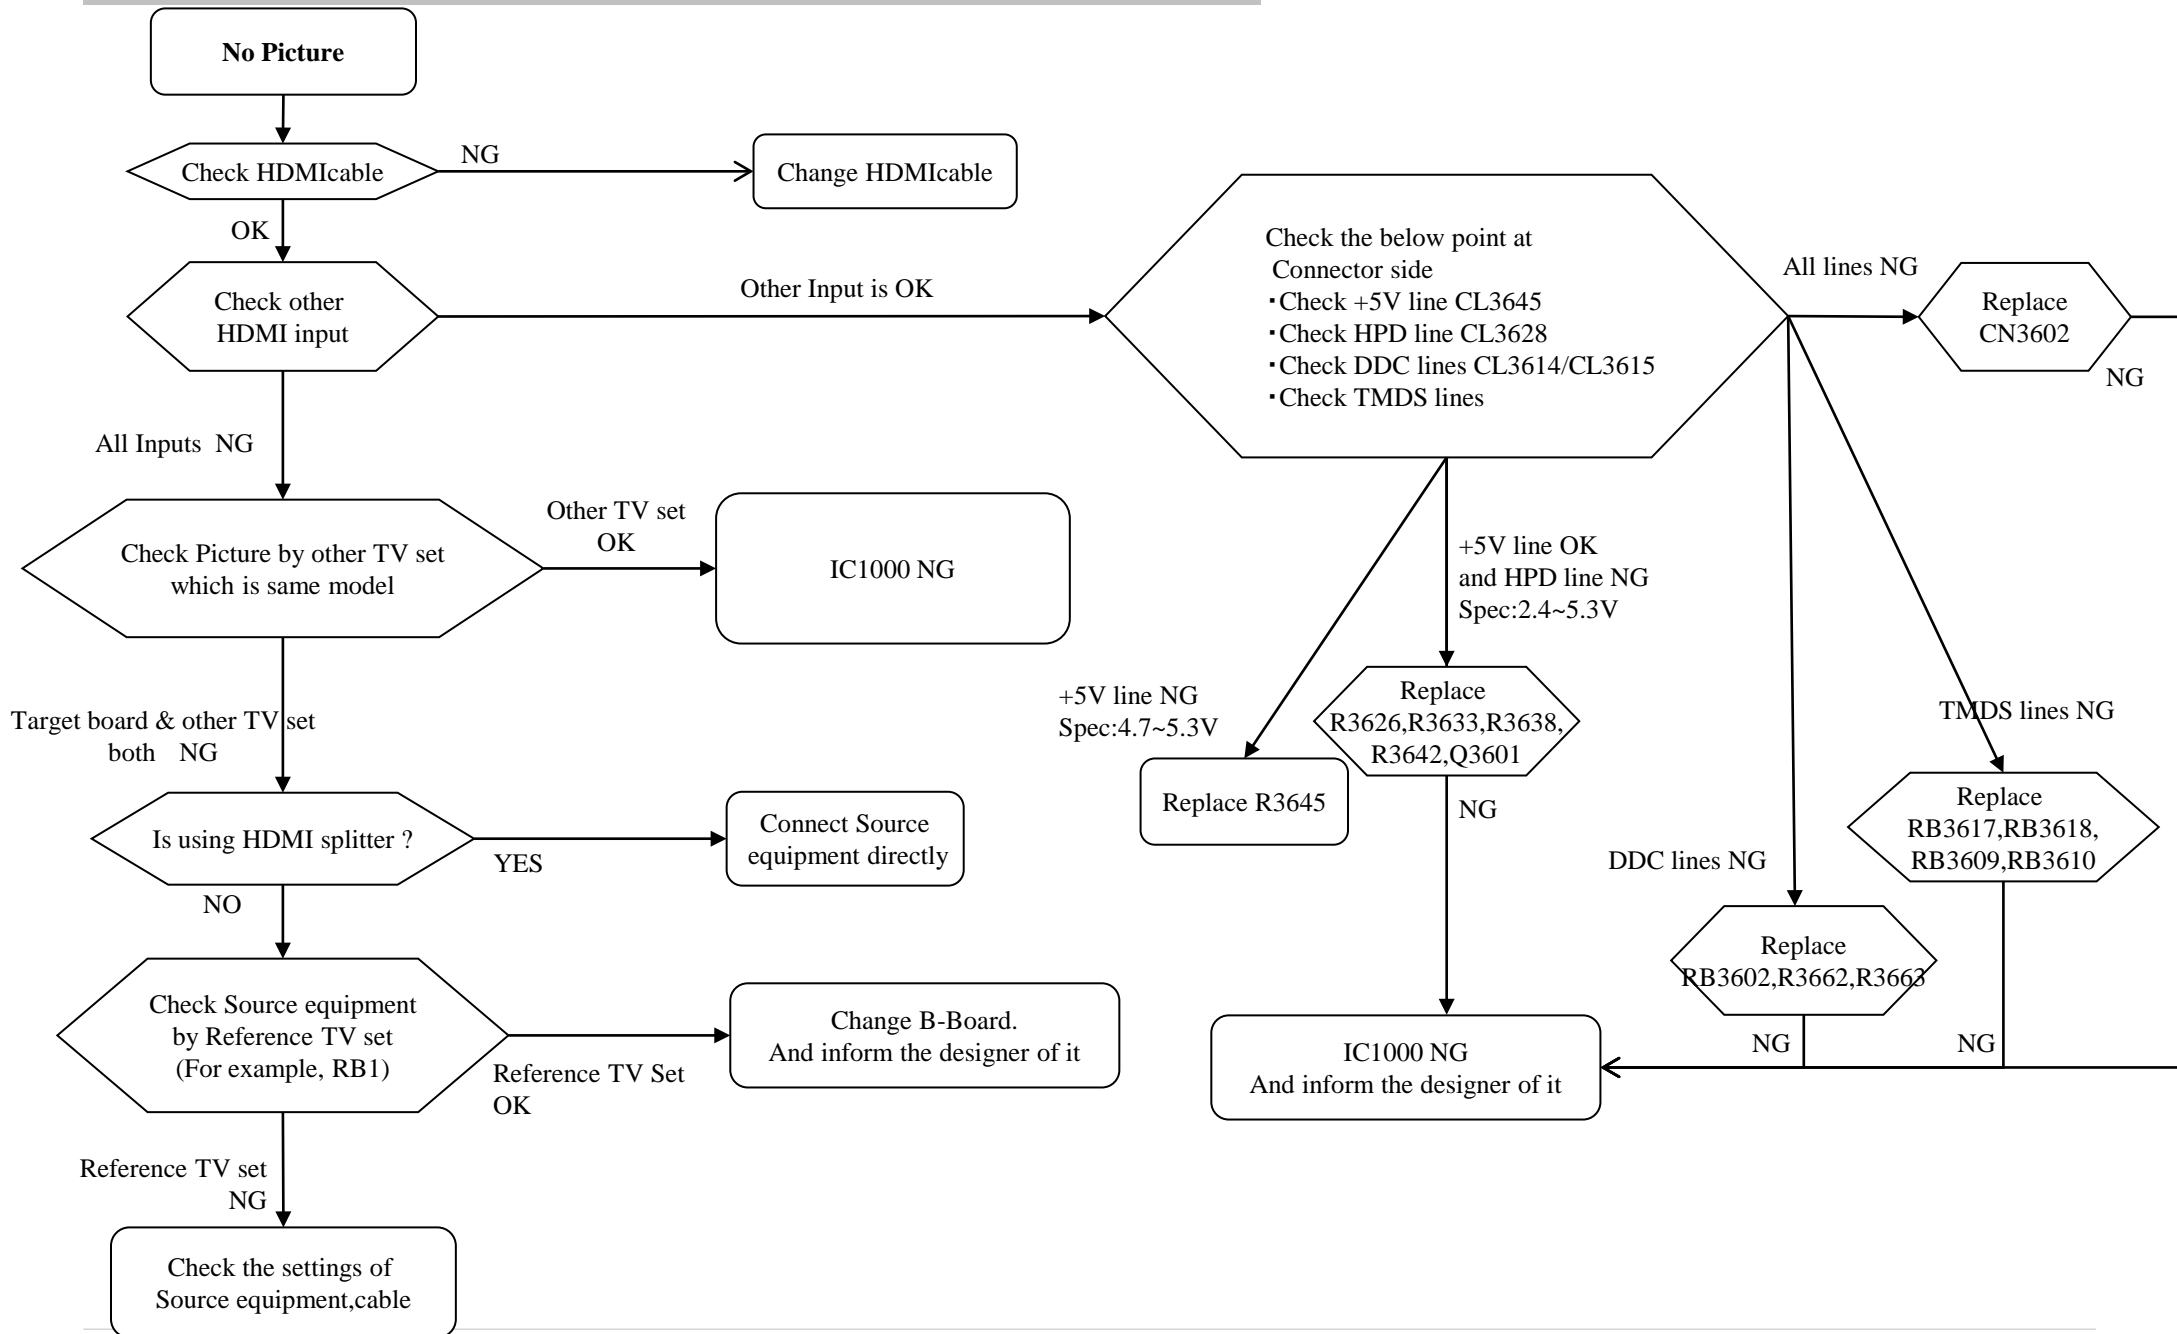 No Picture
Check HDMIcable
NG
Change HDMIcable
OK
Check other
HDMI input
Other Input is OK
Check the below point at
Connector side
・Check +5V line CL3645
・Check HPD line CL3628
・Check DDC lines CL3614/CL3615
・Check TMDS lines
All lines NG
Replace
CN3602
NG
All Inputs  NG
Check Picture by other TV set
which is same model
Other TV set
OK
IC1000 NG
+5V line OK
and HPD line NG
Spec:2.4~5.3V
+5V line NG
Spec:4.7~5.3V
Replace R3645
Replace
R3626,R3633,R3638,
R3642,Q3601
NG
TMDS lines NG
Replace
RB3617,RB3618,
RB3609,RB3610
DDC lines NG
Replace
RB3602,R3662,R3663
NG
NG
Target board & other TV set
both   NG
Is using HDMI splitter ?
YES
Connect Source
equipment directly
NO
Check Source equipment
by Reference TV set
(For example, RB1)
Reference TV Set
OK
Change B-Board.
And inform the designer of it
IC1000 NG
And inform the designer of it
Reference TV set
NG
Check the settings of
Source equipment,cable